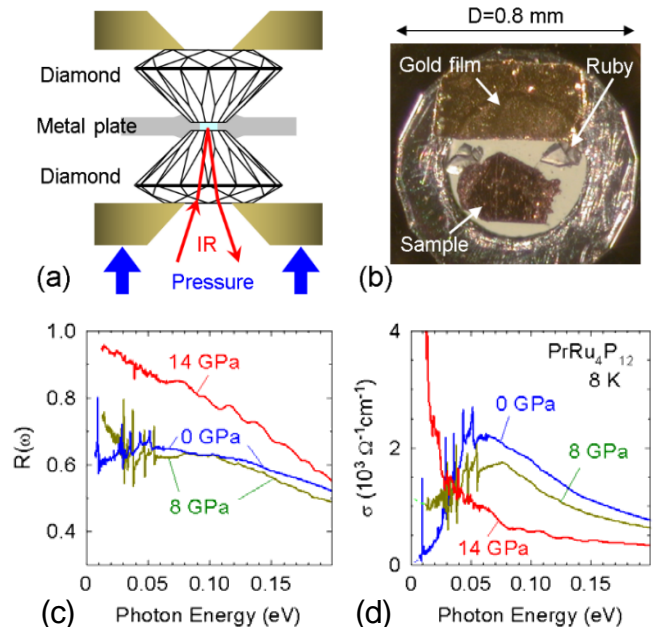 Diamond
Metal plate
Diamond
IR
(a)
Pressure
D=0.8 mm
Gold film
Ruby
Sample
(b)
1.0
0.8
0.6
0.4
R(ω)
14 GPa
0 GPa
8 GPa
0
0.05
0.10
0.15
(c)
Photon Energy (eV)
4
3
2
1
0
σ (10³ Ω⁻¹cm⁻¹)
PrRu₄P₁₂
8 K
0 GPa
8 GPa
14 GPa
0
0.05
0.10
0.15
(d)
Photon Energy (eV)